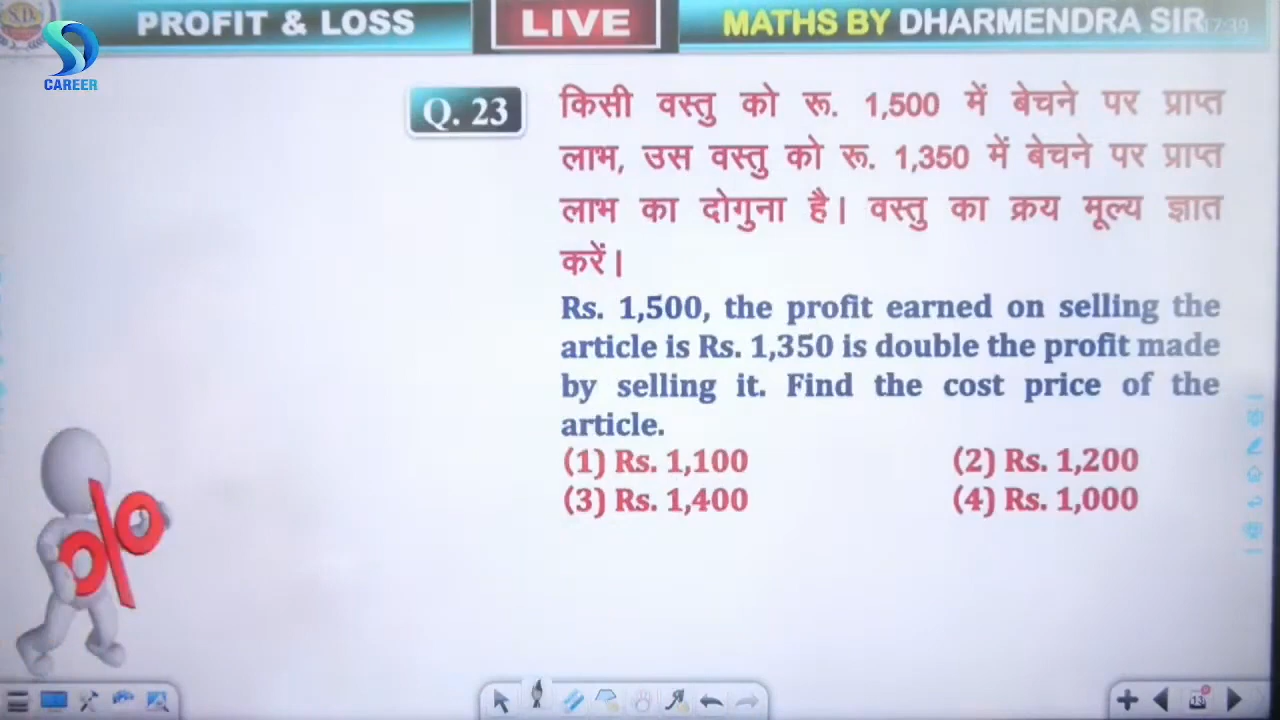 PROFIT & LOSS
LIVE
MATHS BY DHARMENDRA SIR
17:39
CAREER
Q. 23
किसी वस्तु को रू. 1,500 में बेचने पर प्राप्त
लाभ, उस वस्तु को रू. 1,350 में बेचने पर प्राप्त
लाभ का दोगुना है। वस्तु का क्रय मूल्य ज्ञात
करें।
Rs. 1,500, the profit earned on selling the
article is Rs. 1,350 is double the profit made
by selling it. Find the cost price of the
article.
(1) Rs. 1,100 (2) Rs. 1,200
(3) Rs. 1,400 (4) Rs. 1,000
%
13